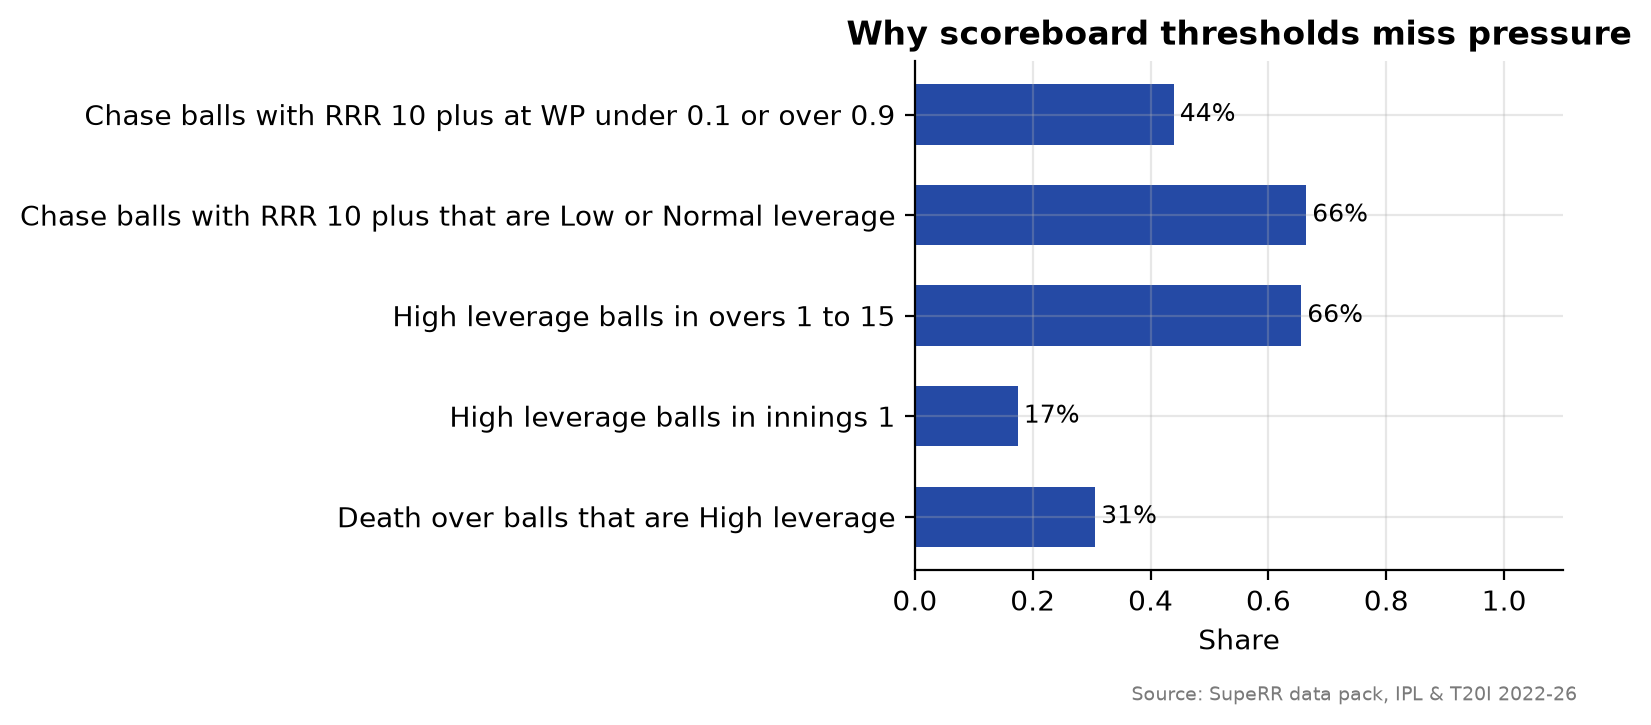 Why scoreboard thresholds miss pressure
Chase balls with RRR 10 plus at WP under 0.1 or over 0.9
44%
Chase balls with RRR 10 plus that are Low or Normal leverage
66%
High leverage balls in overs 1 to 15
66%
High leverage balls in innings 1
17%
Death over balls that are High leverage
31%
0.0 0.2 0.4 0.6 0.8 1.0
Share
Source: SupeRR data pack, IPL & T20I 2022-26